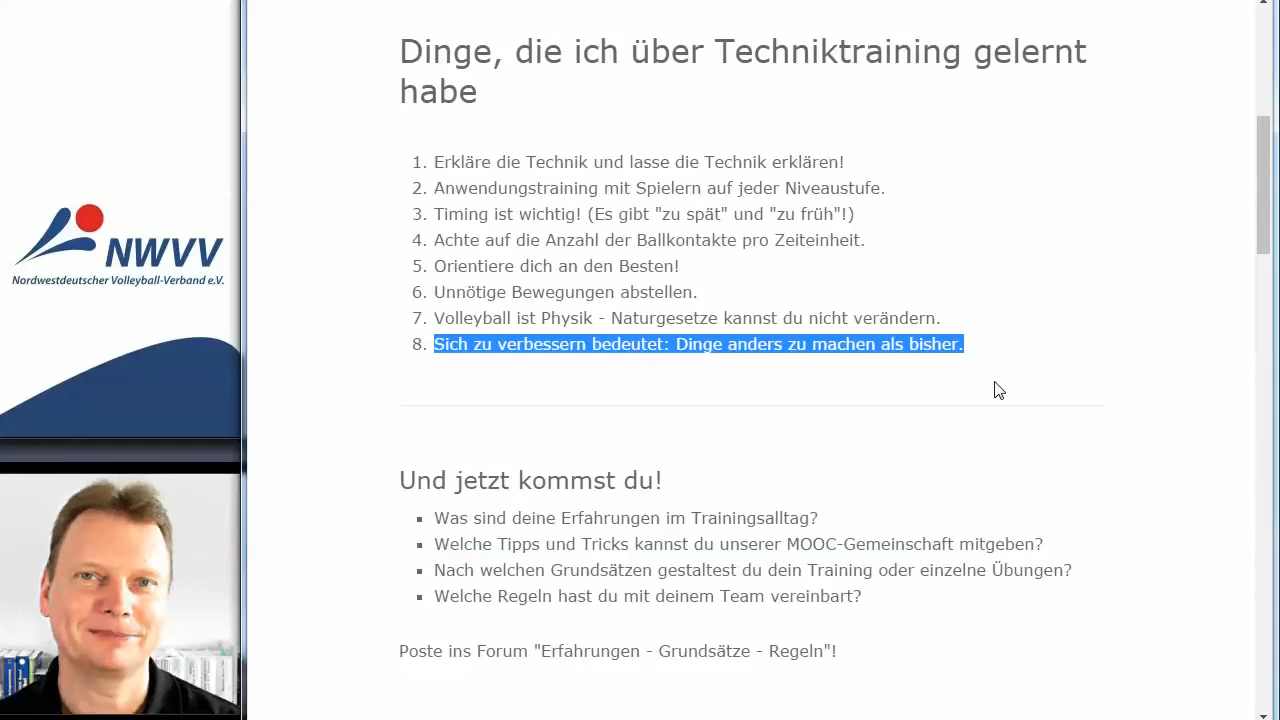 NWVV
Nordwestdeutscher Volleyball-Verband e.V.
Dinge, die ich über Techniktraining gelernt
habe
1. Erkläre die Technik und lasse die Technik erklären!
2. Anwendungstraining mit Spielern auf jeder Niveaustufe.
3. Timing ist wichtig! (Es gibt "zu spät" und "zu früh"!)
4. Achte auf die Anzahl der Ballkontakte pro Zeiteinheit.
5. Orientiere dich an den Besten!
6. Unnötige Bewegungen abstellen.
7. Volleyball ist Physik - Naturgesetze kannst du nicht verändern.
8. Sich zu verbessern bedeutet: Dinge anders zu machen als bisher.
Und jetzt kommst du!
Was sind deine Erfahrungen im Trainingsalltag?
Welche Tipps und Tricks kannst du unserer MOOC-Gemeinschaft mitgeben?
Nach welchen Grundsätzen gestaltest du dein Training oder einzelne Übungen?
Welche Regeln hast du mit deinem Team vereinbart?
Poste ins Forum "Erfahrungen - Grundsätze - Regeln"!